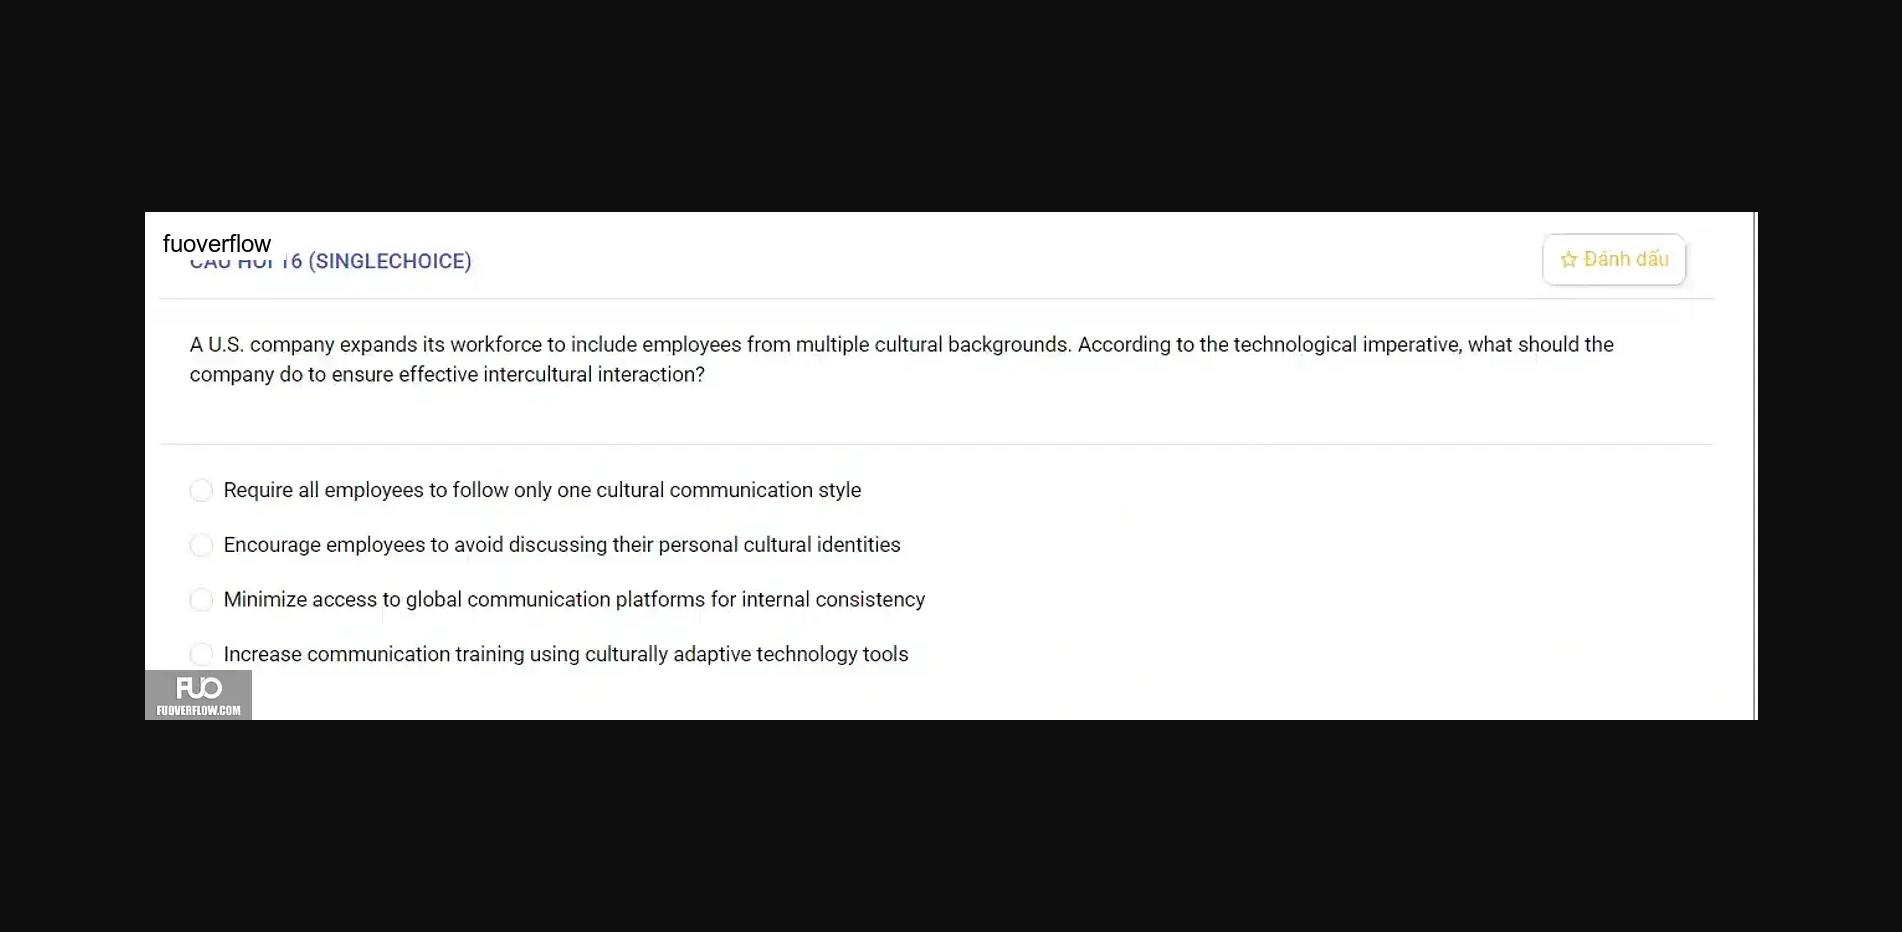 fuoverflow
CÂU HỎI 16 (SINGLECHOICE)
Đánh dấu
A U.S. company expands its workforce to include employees from multiple cultural backgrounds. According to the technological imperative, what should the
company do to ensure effective intercultural interaction?
Require all employees to follow only one cultural communication style
Encourage employees to avoid discussing their personal cultural identities
Minimize access to global communication platforms for internal consistency
Increase communication training using culturally adaptive technology tools
FUO
FUOVERFLOW.COM